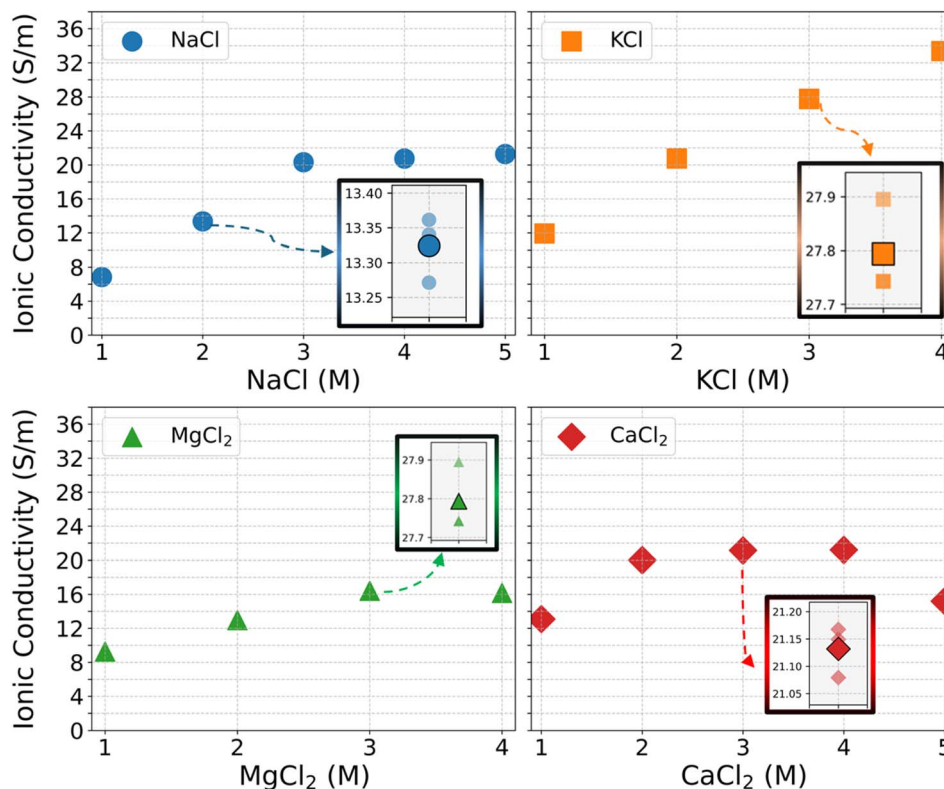 Ionic Conductivity (S/m)
36
32
28
24
20
16
12
8
4
0
NaCl
13.40
13.35
13.30
13.25
1 2 3 4 5
NaCl (M)
KCl
27.9
27.8
27.7
1 2 3 4
KCl (M)
Ionic Conductivity (S/m)
36
32
28
24
20
16
12
8
4
0
MgCl₂
27.9
27.8
27.7
1 2 3 4
MgCl₂ (M)
CaCl₂
21.20
21.15
21.10
21.05
1 2 3 4 5
CaCl₂ (M)